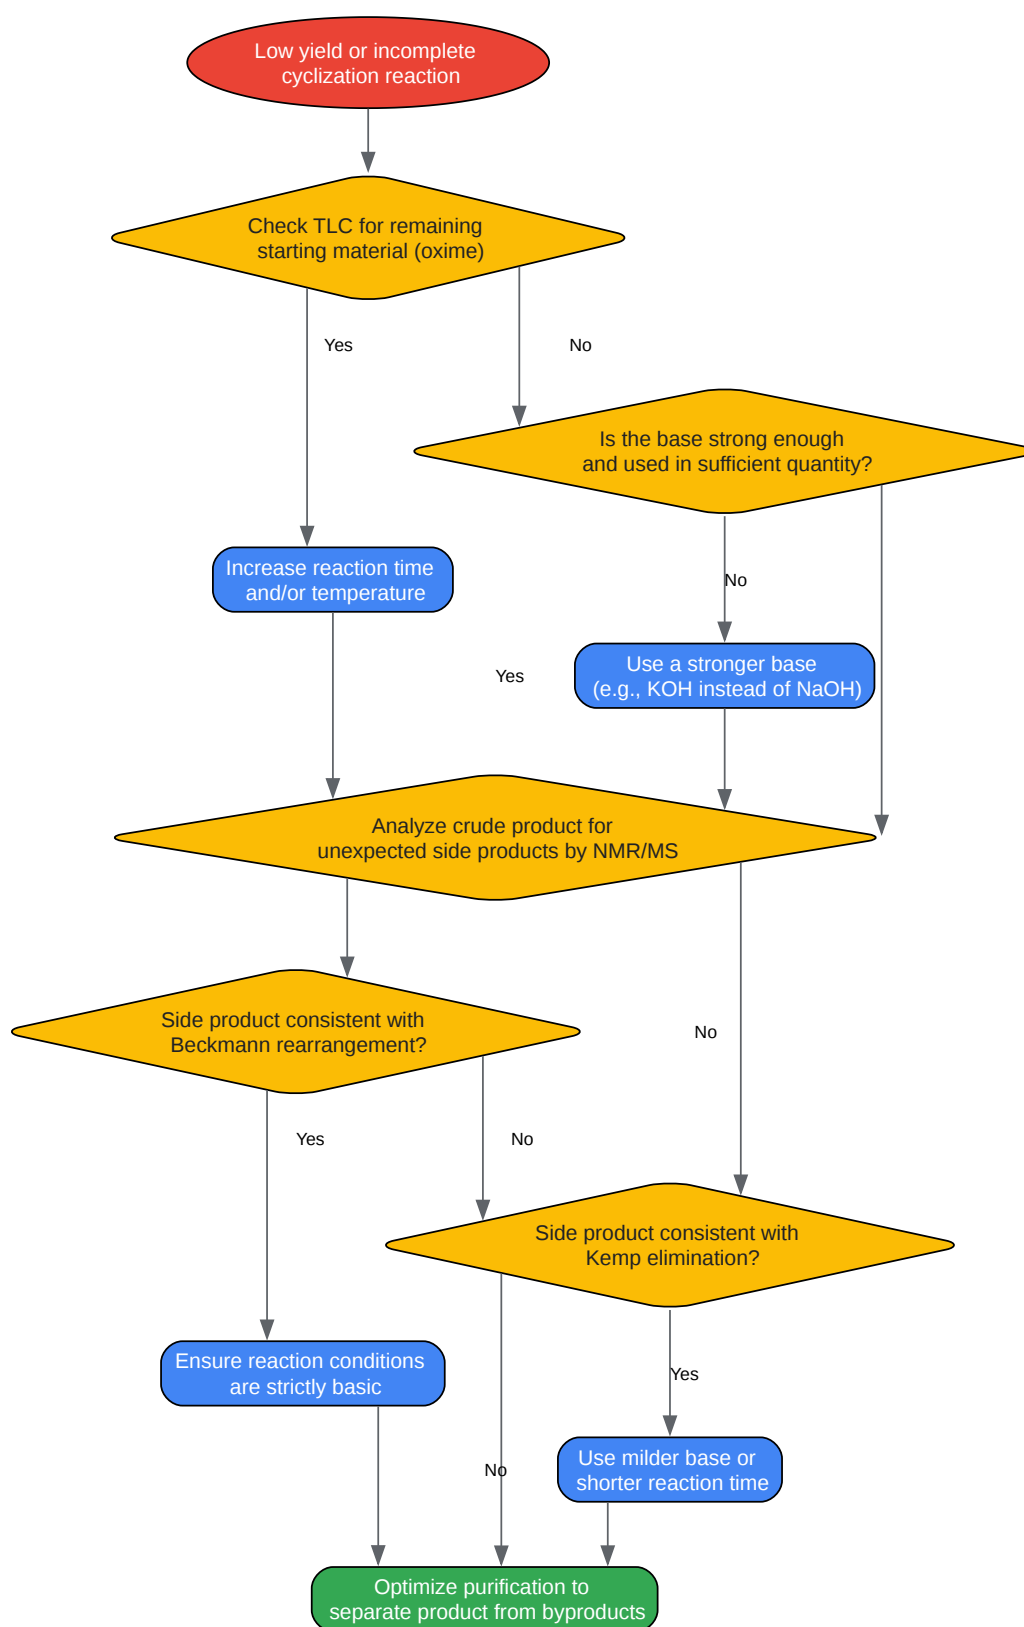 Low yield or incomplete
cyclization reaction
Check TLC for remaining
starting material (oxime)
Yes
No
Is the base strong enough
and used in sufficient quantity?
Increase reaction time
and/or temperature
No
Use a stronger base
(e.g., KOH instead of NaOH)
Yes
Analyze crude product for
unexpected side products by NMR/MS
Side product consistent with
Beckmann rearrangement?
No
Yes
No
Side product consistent with
Kemp elimination?
Ensure reaction conditions
are strictly basic
Yes
No
Use milder base or
shorter reaction time
Optimize purification to
separate product from byproducts